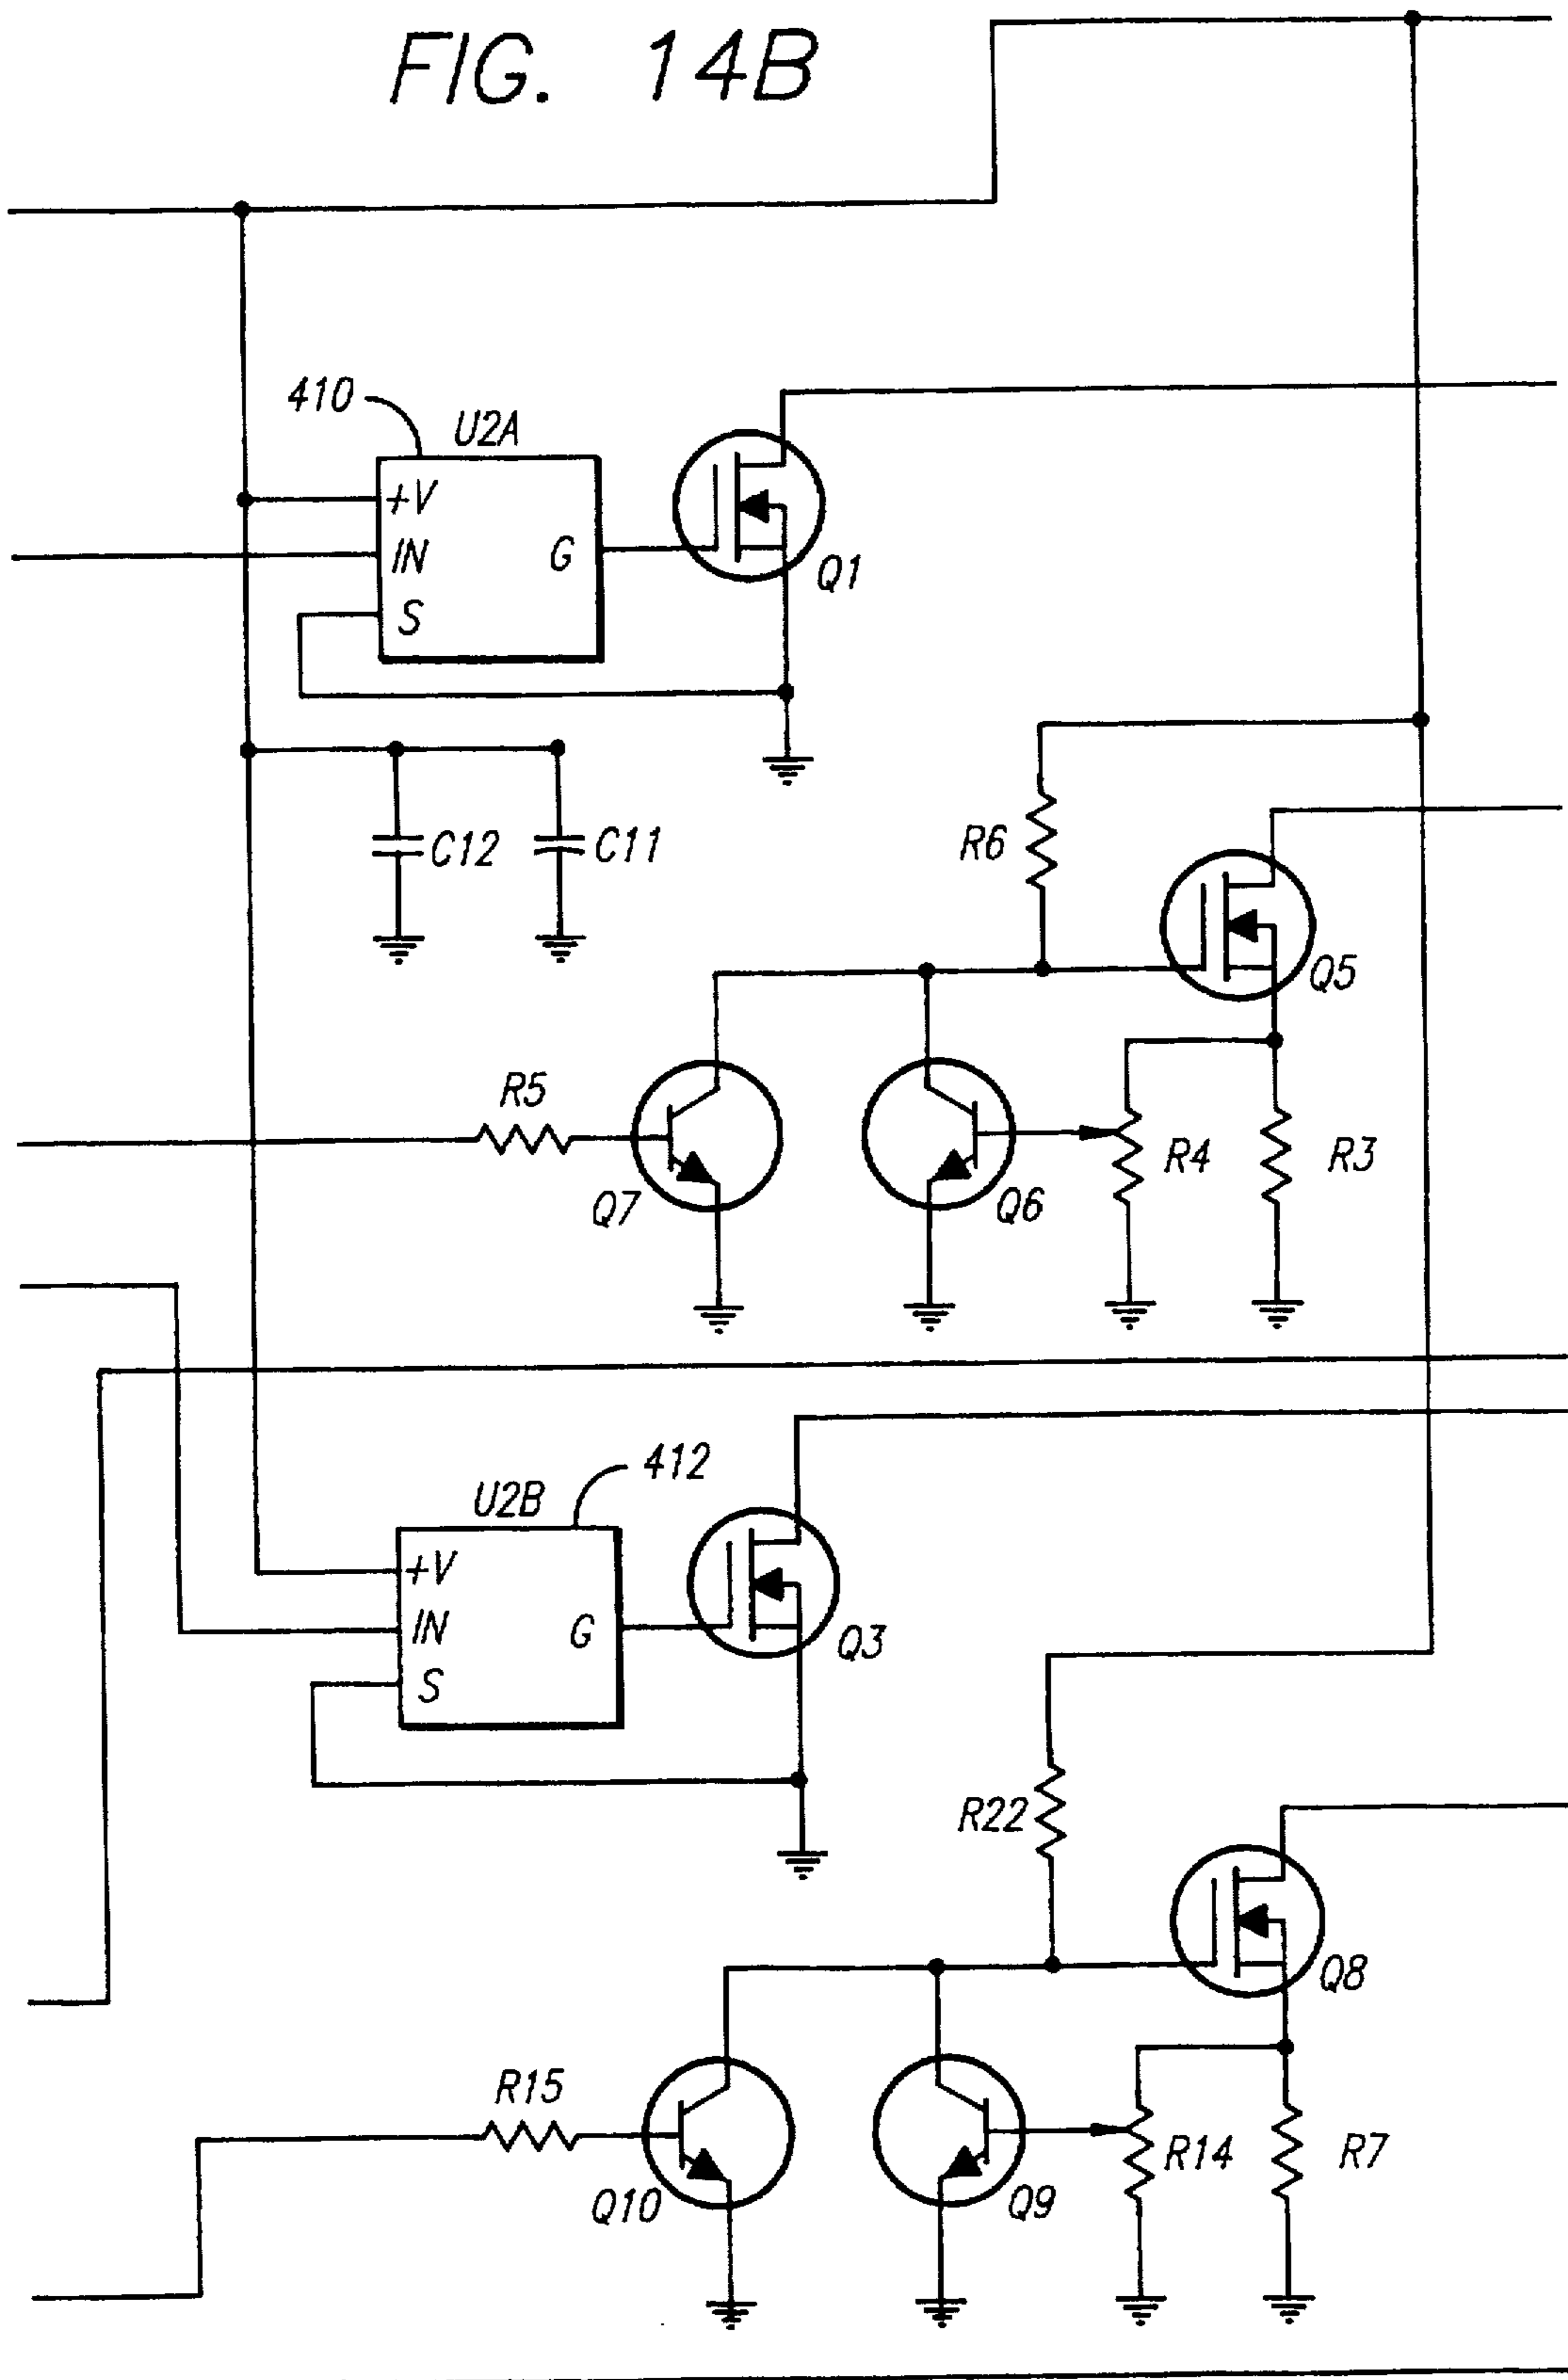 FIG. 14B
410
U2A
+V
IN
G
S
Q1
C12
C11
R6
Q5
R5
Q7
Q6
R4
R3
412
U2B
+V
IN
G
S
Q3
R22
Q8
R15
Q10
Q9
R14
R7